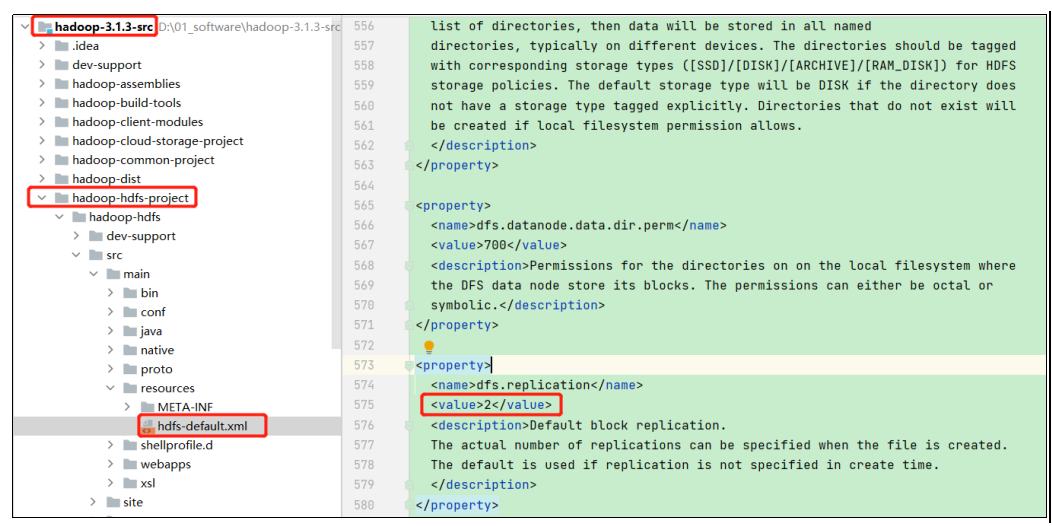 hadoop-3.1.3-src D:\01_software\hadoop-3.1.3-src
.idea
dev-support
hadoop-assemblies
hadoop-build-tools
hadoop-client-modules
hadoop-cloud-storage-project
hadoop-common-project
hadoop-dist
hadoop-hdfs-project
hadoop-hdfs
dev-support
src
main
bin
conf
java
native
proto
resources
META-INF
hdfs-default.xml
shellprofile.d
webapps
xsl
site
556 list of directories, then data will be stored in all named
557 directories, typically on different devices. The directories should be tagged
558 with corresponding storage types ([SSD]/[DISK]/[ARCHIVE]/[RAM_DISK]) for HDFS
559 storage policies. The default storage type will be DISK if the directory does
560 not have a storage type tagged explicitly. Directories that do not exist will
561 be created if local filesystem permission allows.
562 </description>
563 </property>
564
565 <property>
566 <name>dfs.datanode.data.dir.perm</name>
567 <value>700</value>
568 <description>Permissions for the directories on on the local filesystem where
569 the DFS data node store its blocks. The permissions can either be octal or
570 symbolic.</description>
571 </property>
572
573 <property>
574 <name>dfs.replication</name>
575 <value>2</value>
576 <description>Default block replication.
577 The actual number of replications can be specified when the file is created.
578 The default is used if replication is not specified in create time.
579 </description>
580 </property>